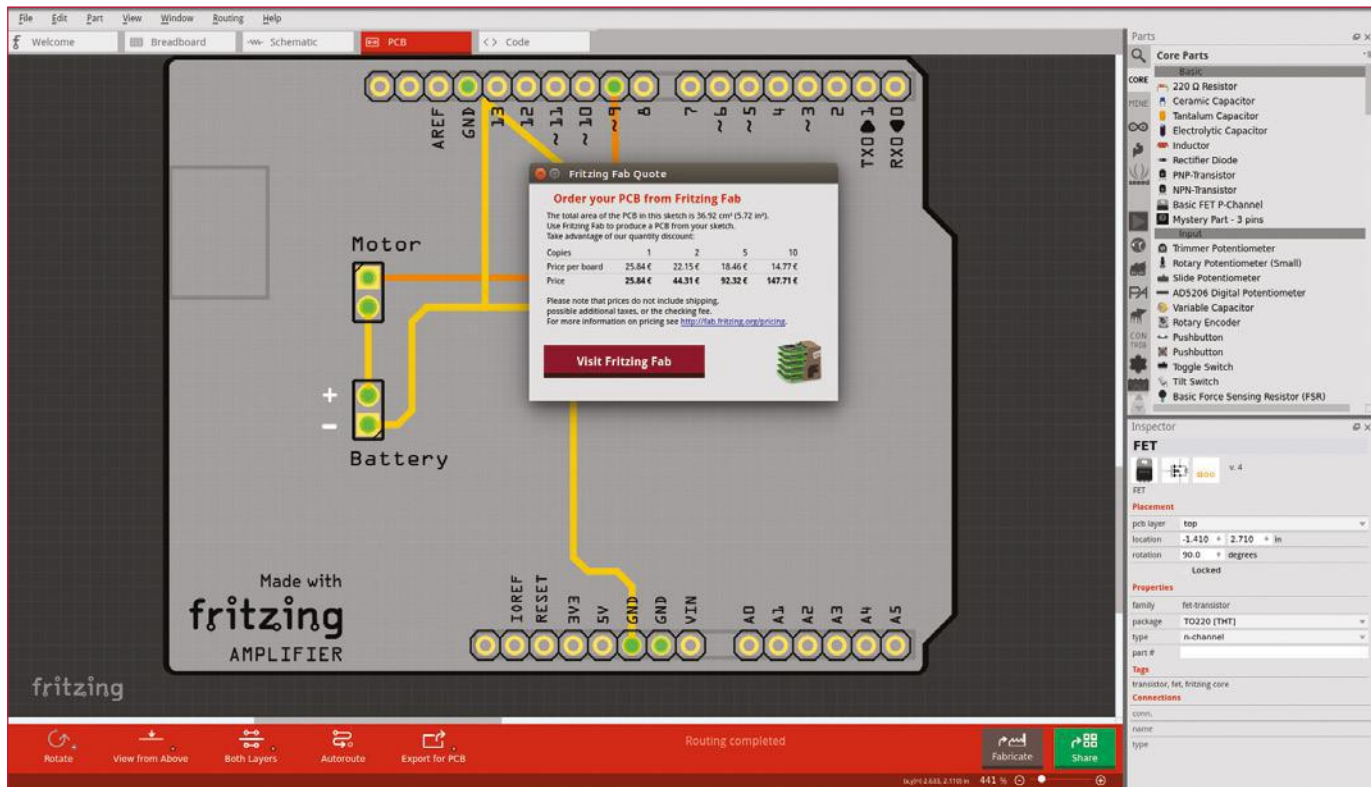 File Edit Part View Window Routing Help
Welcome Breadboard Schematic PCB <> Code
AREF GND 13 12 ~11 ~10 ~9 8 7 ~6 ~5 4 ~3 2 TX0 1 RX0 0
Motor
+
−
Battery
Made with
fritzing
AMPLIFIER
IOREF RESET 3V3 5V GND GND VIN A0 A1 A2 A3 A4 A5
fritzing
Fritzing Fab Quote
Order your PCB from Fritzing Fab
The total area of the PCB in this sketch is 36.92 cm² (5.72 in²).
Use Fritzing Fab to produce a PCB from your sketch.
Take advantage of our quantity discount:
Copies 1 2 5 10
Price per board 25.84 € 22.15 € 18.46 € 14.77 €
Price 25.84 € 44.31 € 92.32 € 147.71 €
Please note that prices do not include shipping,
possible additional taxes, or the checking fee.
For more information on pricing see http://fab.fritzing.org/pricing.
Visit Fritzing Fab
Parts
Core Parts
CORE
MINE
CON
TRIB
Basic
220 Ω Resistor
Ceramic Capacitor
Tantalum Capacitor
Electrolytic Capacitor
Inductor
Rectifier Diode
PNP-Transistor
NPN-Transistor
Basic FET P-Channel
Mystery Part - 3 pins
Input
Trimmer Potentiometer
Rotary Potentiometer (Small)
Slide Potentiometer
AD5206 Digital Potentiometer
Variable Capacitor
Rotary Encoder
Pushbutton
Pushbutton
Toggle Switch
Tilt Switch
Basic Force Sensing Resistor (FSR)
Inspector
FET
v. 4
FET
Placement
pcb layer top
location -1.410 2.710 in
rotation 90.0 degrees
Locked
Properties
family fet-transistor
package TO220 [THT]
type n-channel
part #
Tags
transistor, fet, fritzing core
Connections
conn.
name
type
Rotate View from Above Both Layers Autoroute Export for PCB
Routing completed
Fabricate Share
441 %